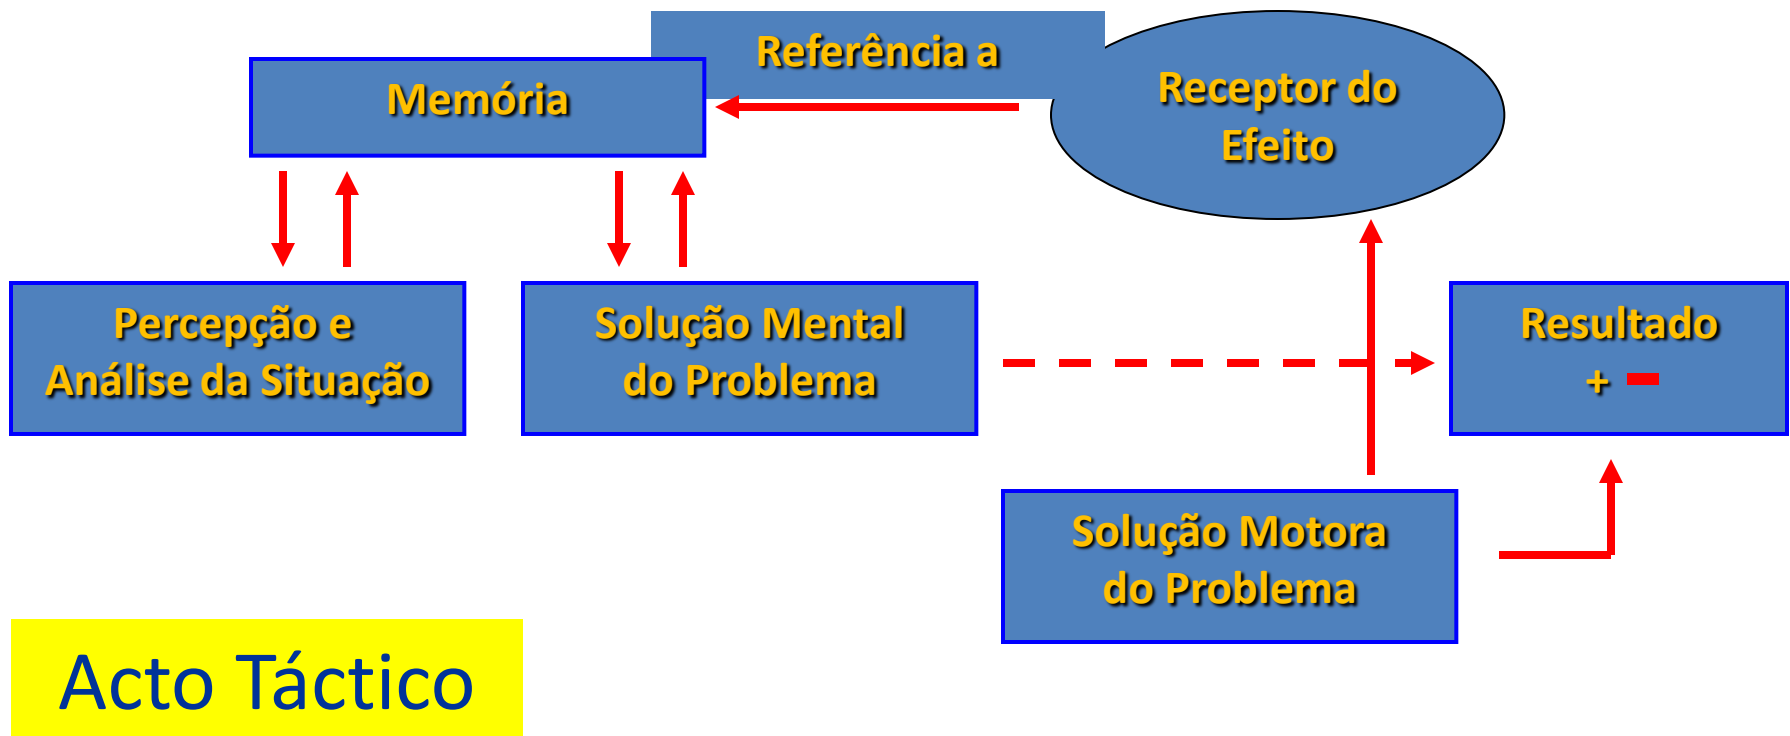 Referência a
Memória
Receptor do
Efeito
Percepção e
Análise da Situação
Solução Mental
do Problema
Resultado
+ -
Solução Motora
do Problema
Acto Táctico